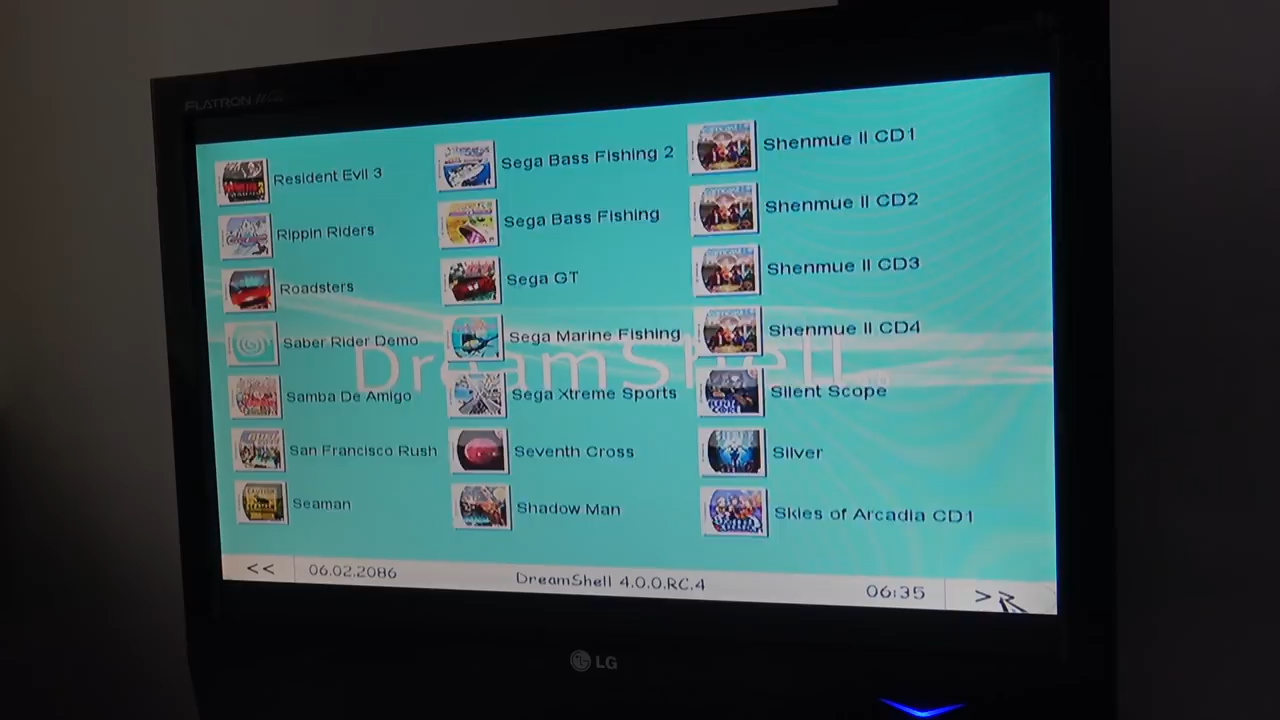 FLATRON
Resident Evil 3
Rippin Riders
Roadsters
Saber Rider Demo
Samba De Amigo
San Francisco Rush
Seaman
Sega Bass Fishing 2
Sega Bass Fishing
Sega GT
Sega Marine Fishing
Sega Xtreme Sports
Seventh Cross
Shadow Man
Shenmue II CD1
Shenmue II CD2
Shenmue II CD3
Shenmue II CD4
Silent Scope
Silver
Skies of Arcadia CD1
DreamShell
<< 06.02.2086 DreamShell 4.0.0.RC.4 06:35 >>
LG